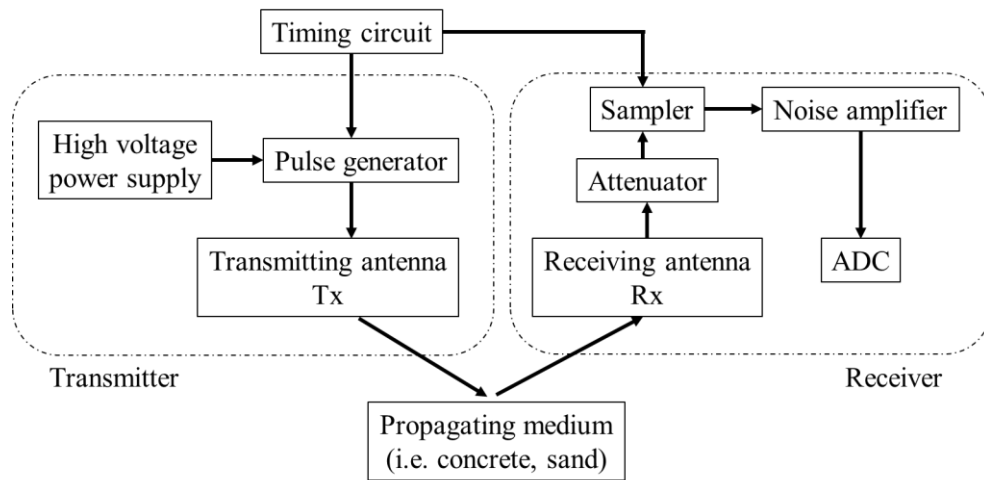 Timing circuit
High voltage
power supply
Pulse generator
Transmitting antenna
Tx
Transmitter
Sampler
Noise amplifier
Attenuator
Receiving antenna
Rx
ADC
Receiver
Propagating medium
(i.e. concrete, sand)